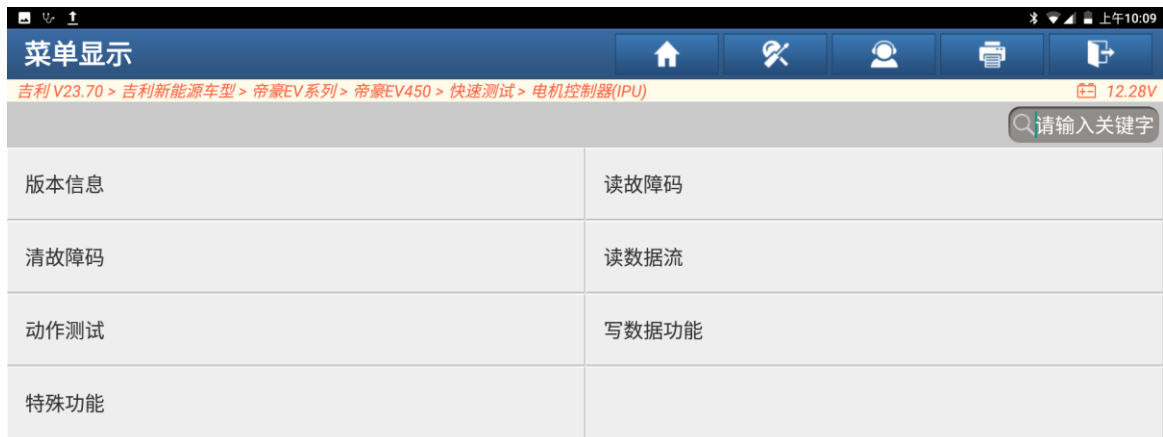 上午10:09
菜单显示
吉利 V23.70 > 吉利新能源车型 > 帝豪EV系列 > 帝豪EV450 > 快速测试 > 电机控制器(IPU) 12.28V
请输入关键字
版本信息 读故障码
清故障码 读数据流
动作测试 写数据功能
特殊功能